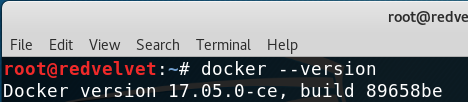 root@redv
File Edit View Search Terminal Help
root@redvelvet:~# docker --version
Docker version 17.05.0-ce, build 89658be